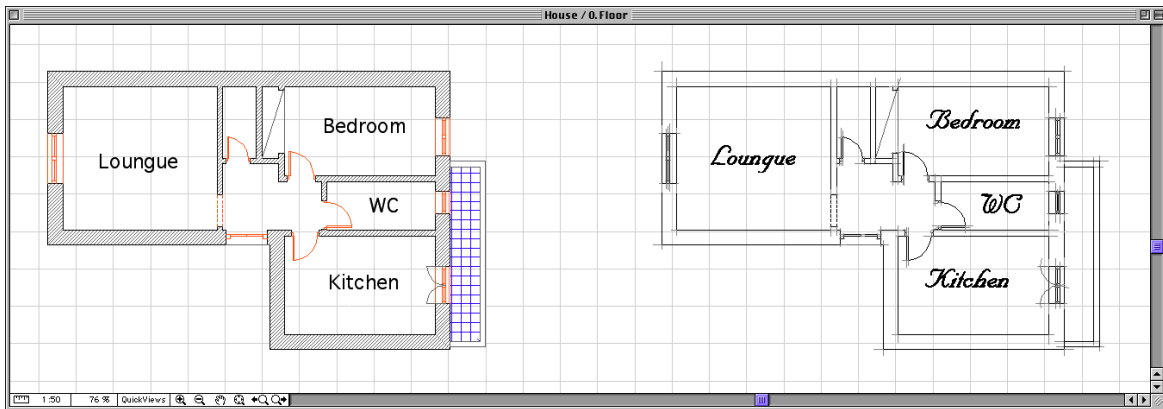 House / 0.Floor
Bedroom
Loungue
WC
Kitchen
Bedroom
Loungue
WC
Kitchen
1:50 76 % QuickViews